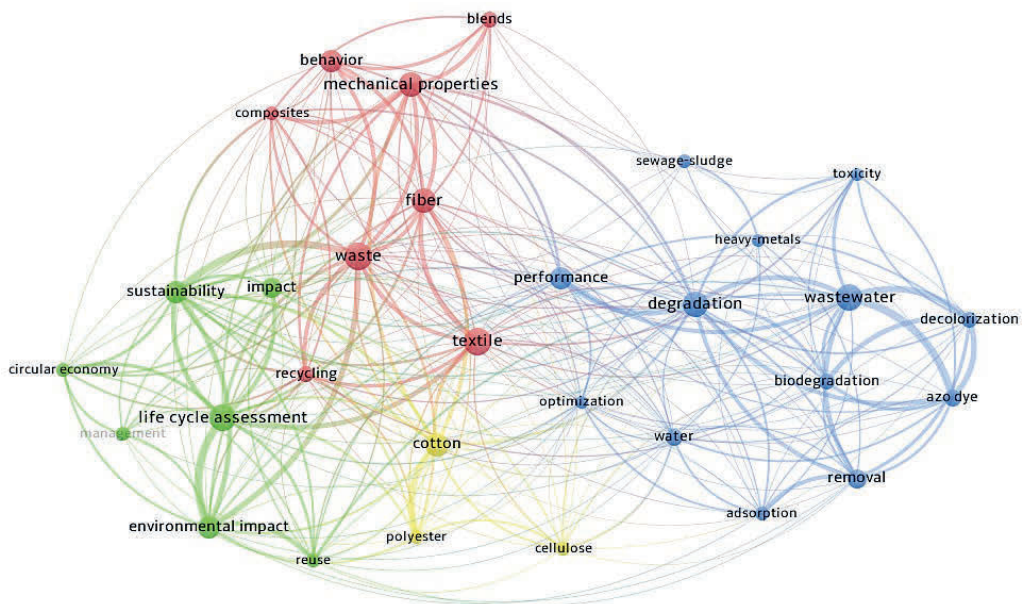 blends
behavior
mechanical properties
composites
sewage-sludge
toxicity
fiber
heavy-metals
waste
performance
impact
sustainability
degradation
wastewater
decolorization
textile
circular economy
recycling
biodegradation
azo dye
optimization
life cycle assessment
management
cotton
water
removal
adsorption
environmental impact
polyester
cellulose
reuse